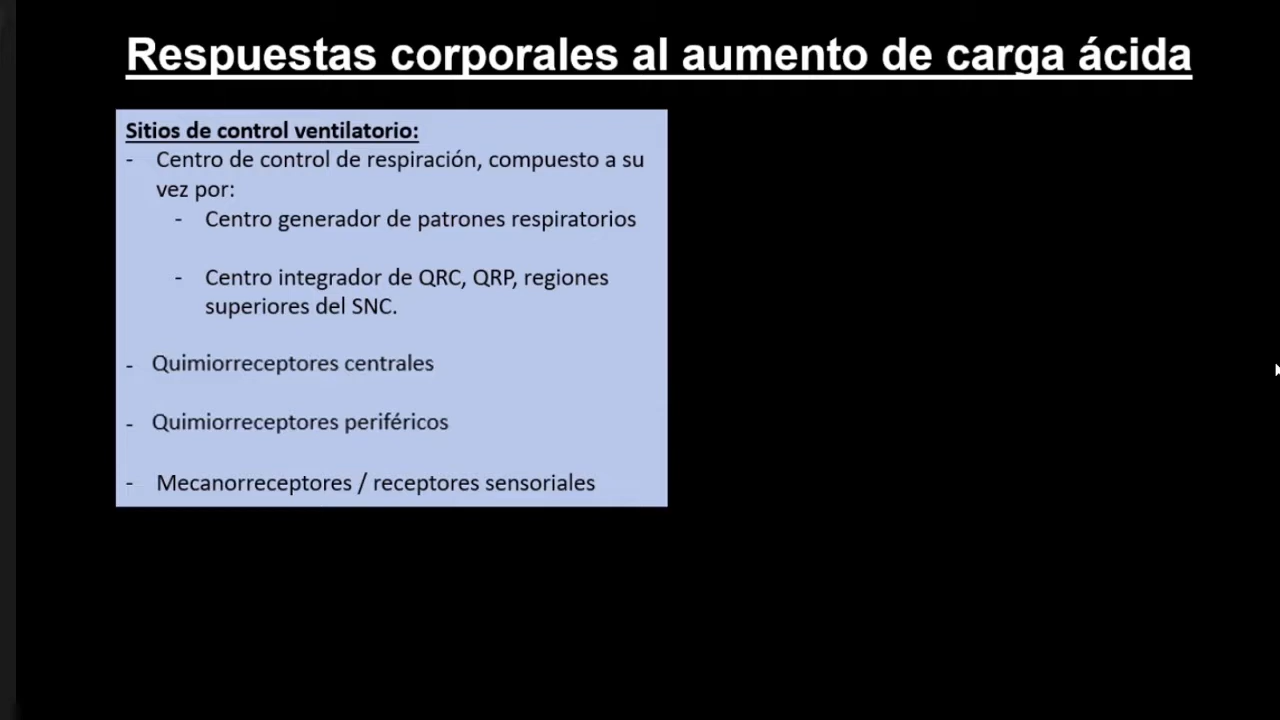 Respuestas corporales al aumento de carga ácida
Sitios de control ventilatorio:
- Centro de control de respiración, compuesto a su
vez por:
- Centro generador de patrones respiratorios
- Centro integrador de QRC, QRP, regiones
superiores del SNC.
- Quimiorreceptores centrales
- Quimiorreceptores periféricos
- Mecanorreceptores / receptores sensoriales